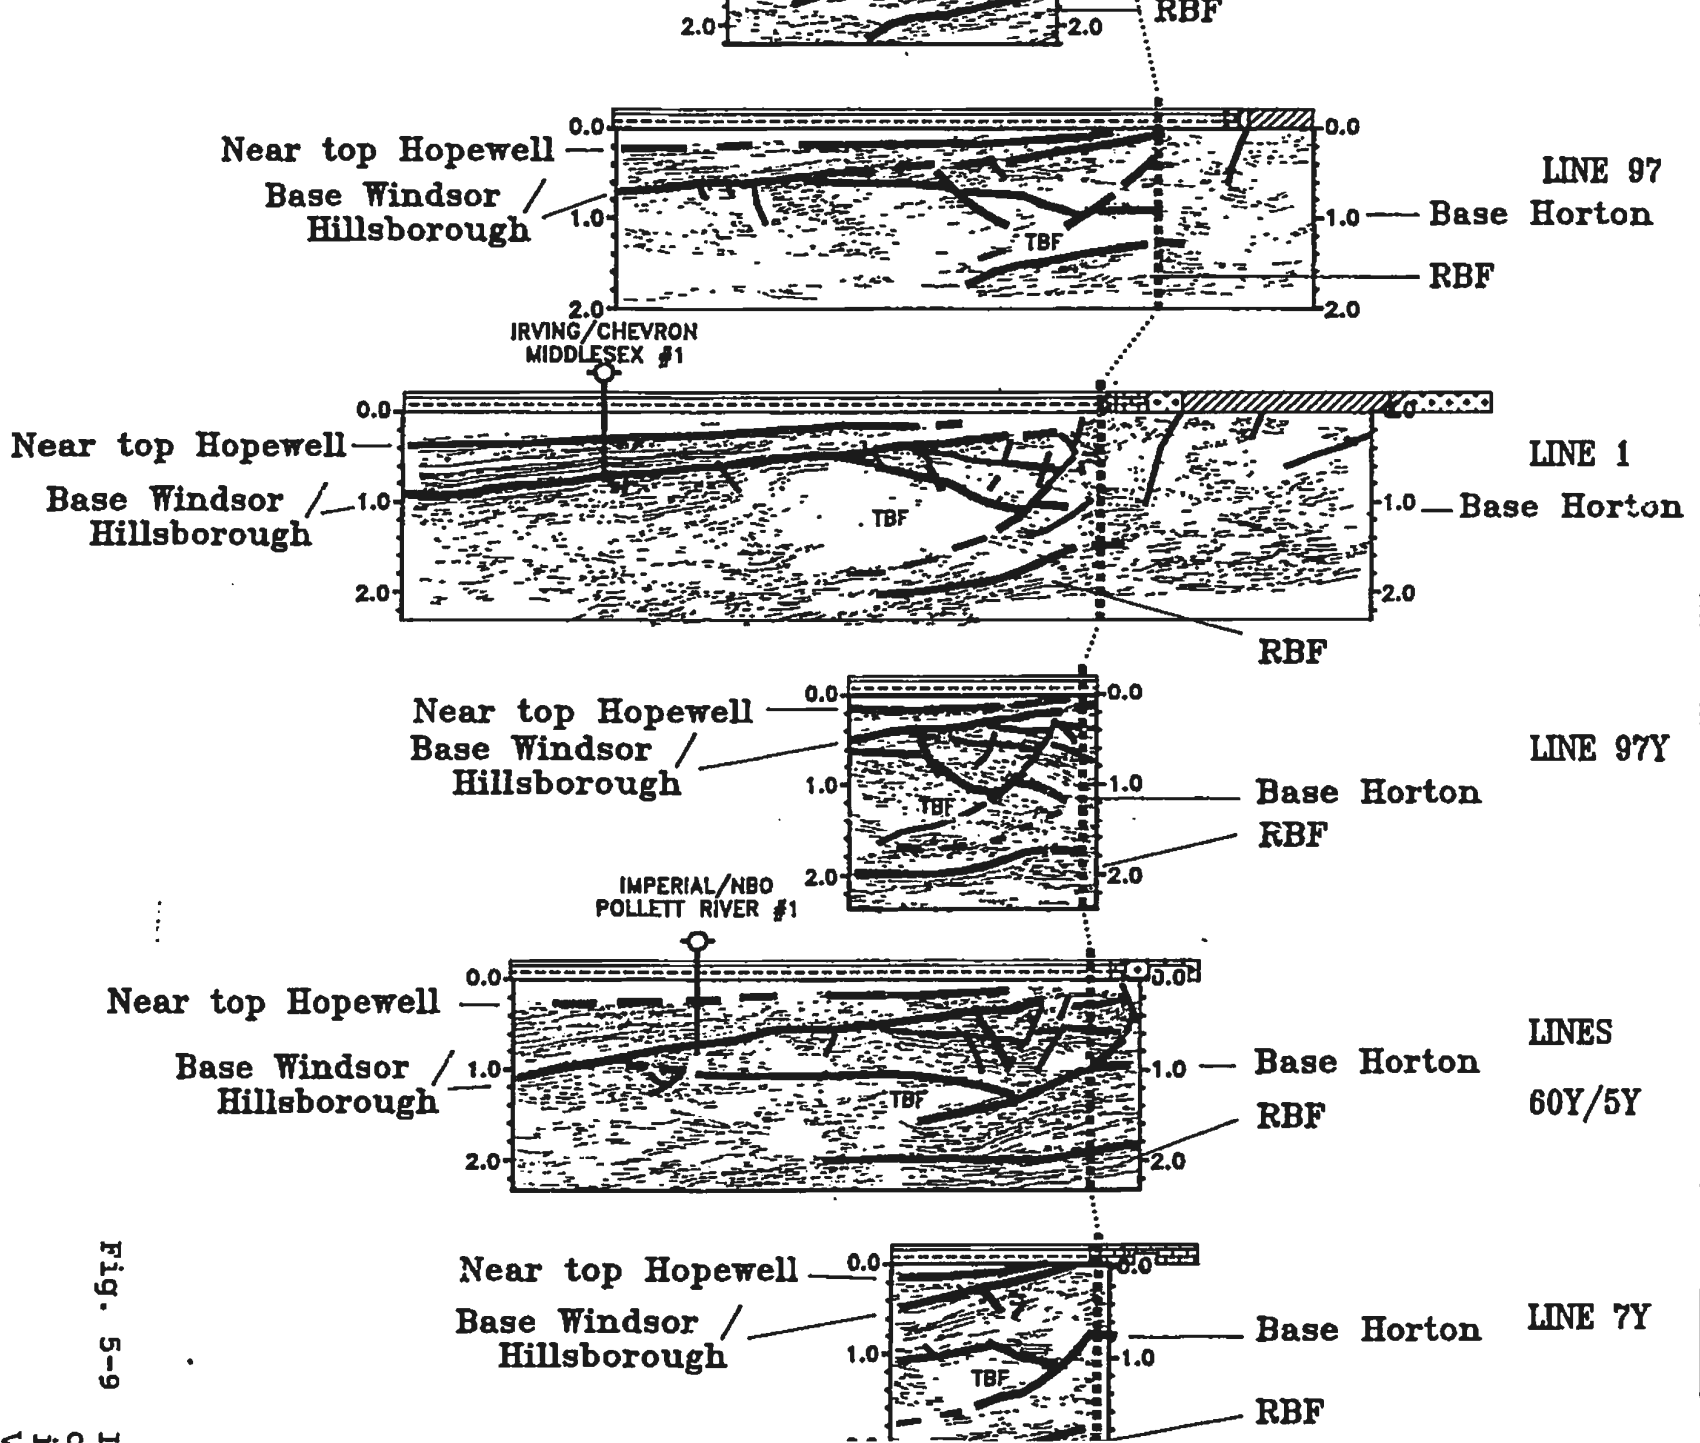 2.0
2.0
RBF
0.0
0.0
Near top Hopewell
LINE 97
Base Windsor /
Hillsborough
1.0
1.0
Base Horton
TBF
RBF
2.0
2.0
IRVING/CHEVRON
MIDDLESEX #1
0.0
0.0
Near top Hopewell
LINE 1
Base Windsor /
Hillsborough
1.0
1.0
Base Horton
TBF
2.0
2.0
RBF
0.0
0.0
Near top Hopewell
Base Windsor /
Hillsborough
LINE 97Y
1.0
1.0
Base Horton
TBF
RBF
2.0
2.0
IMPERIAL/NBO
POLLETT RIVER #1
0.0
0.0
Near top Hopewell
LINES
60Y/5Y
Base Windsor /
Hillsborough
1.0
1.0
Base Horton
TBF
RBF
2.0
2.0
0.0
0.0
Near top Hopewell
LINE 7Y
Base Windsor /
Hillsborough
Base Horton
1.0
1.0
TBF
RBF
Fig. 5-9